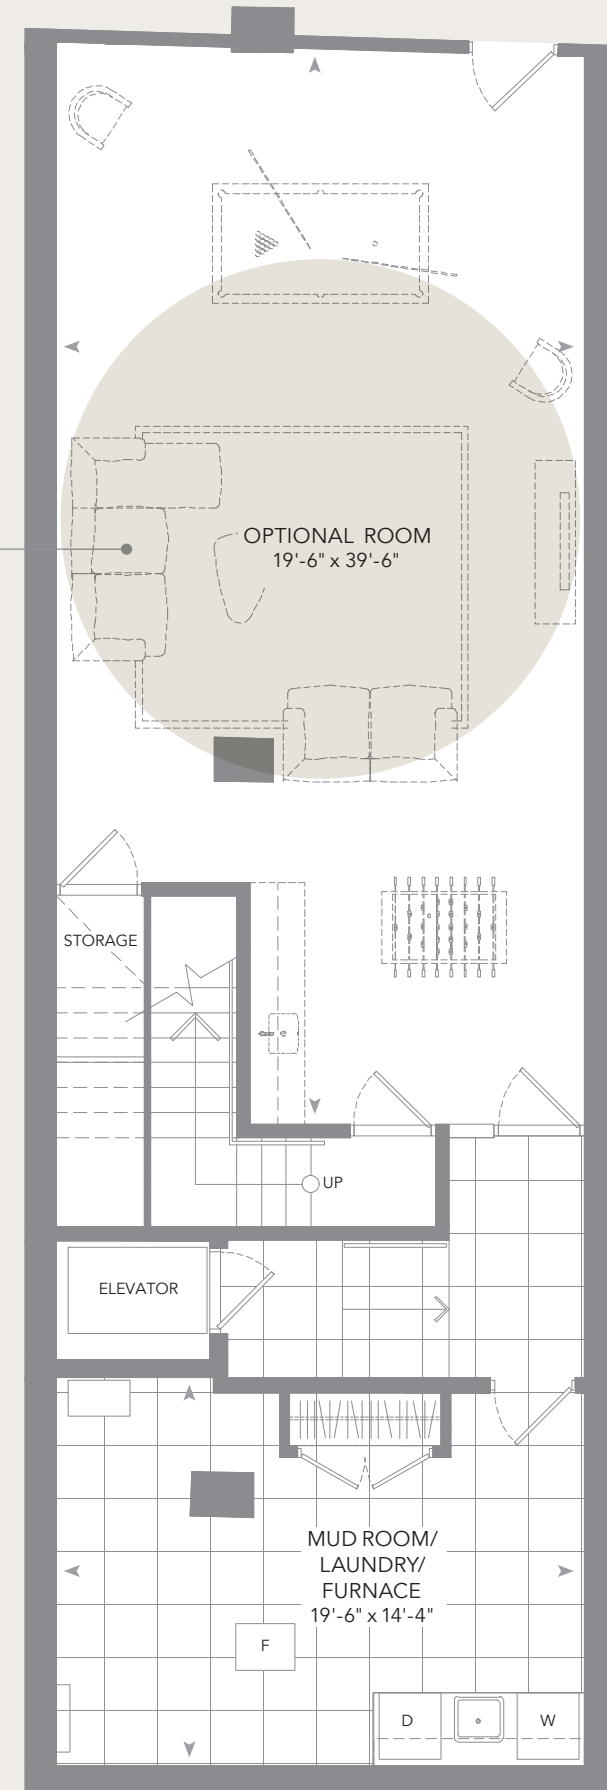 OPTIONAL ROOM
19'-6" x 39'-6"
STORAGE
UP
ELEVATOR
MUD ROOM/
LAUNDRY/
FURNACE
19'-6" x 14'-4"
F
D
W